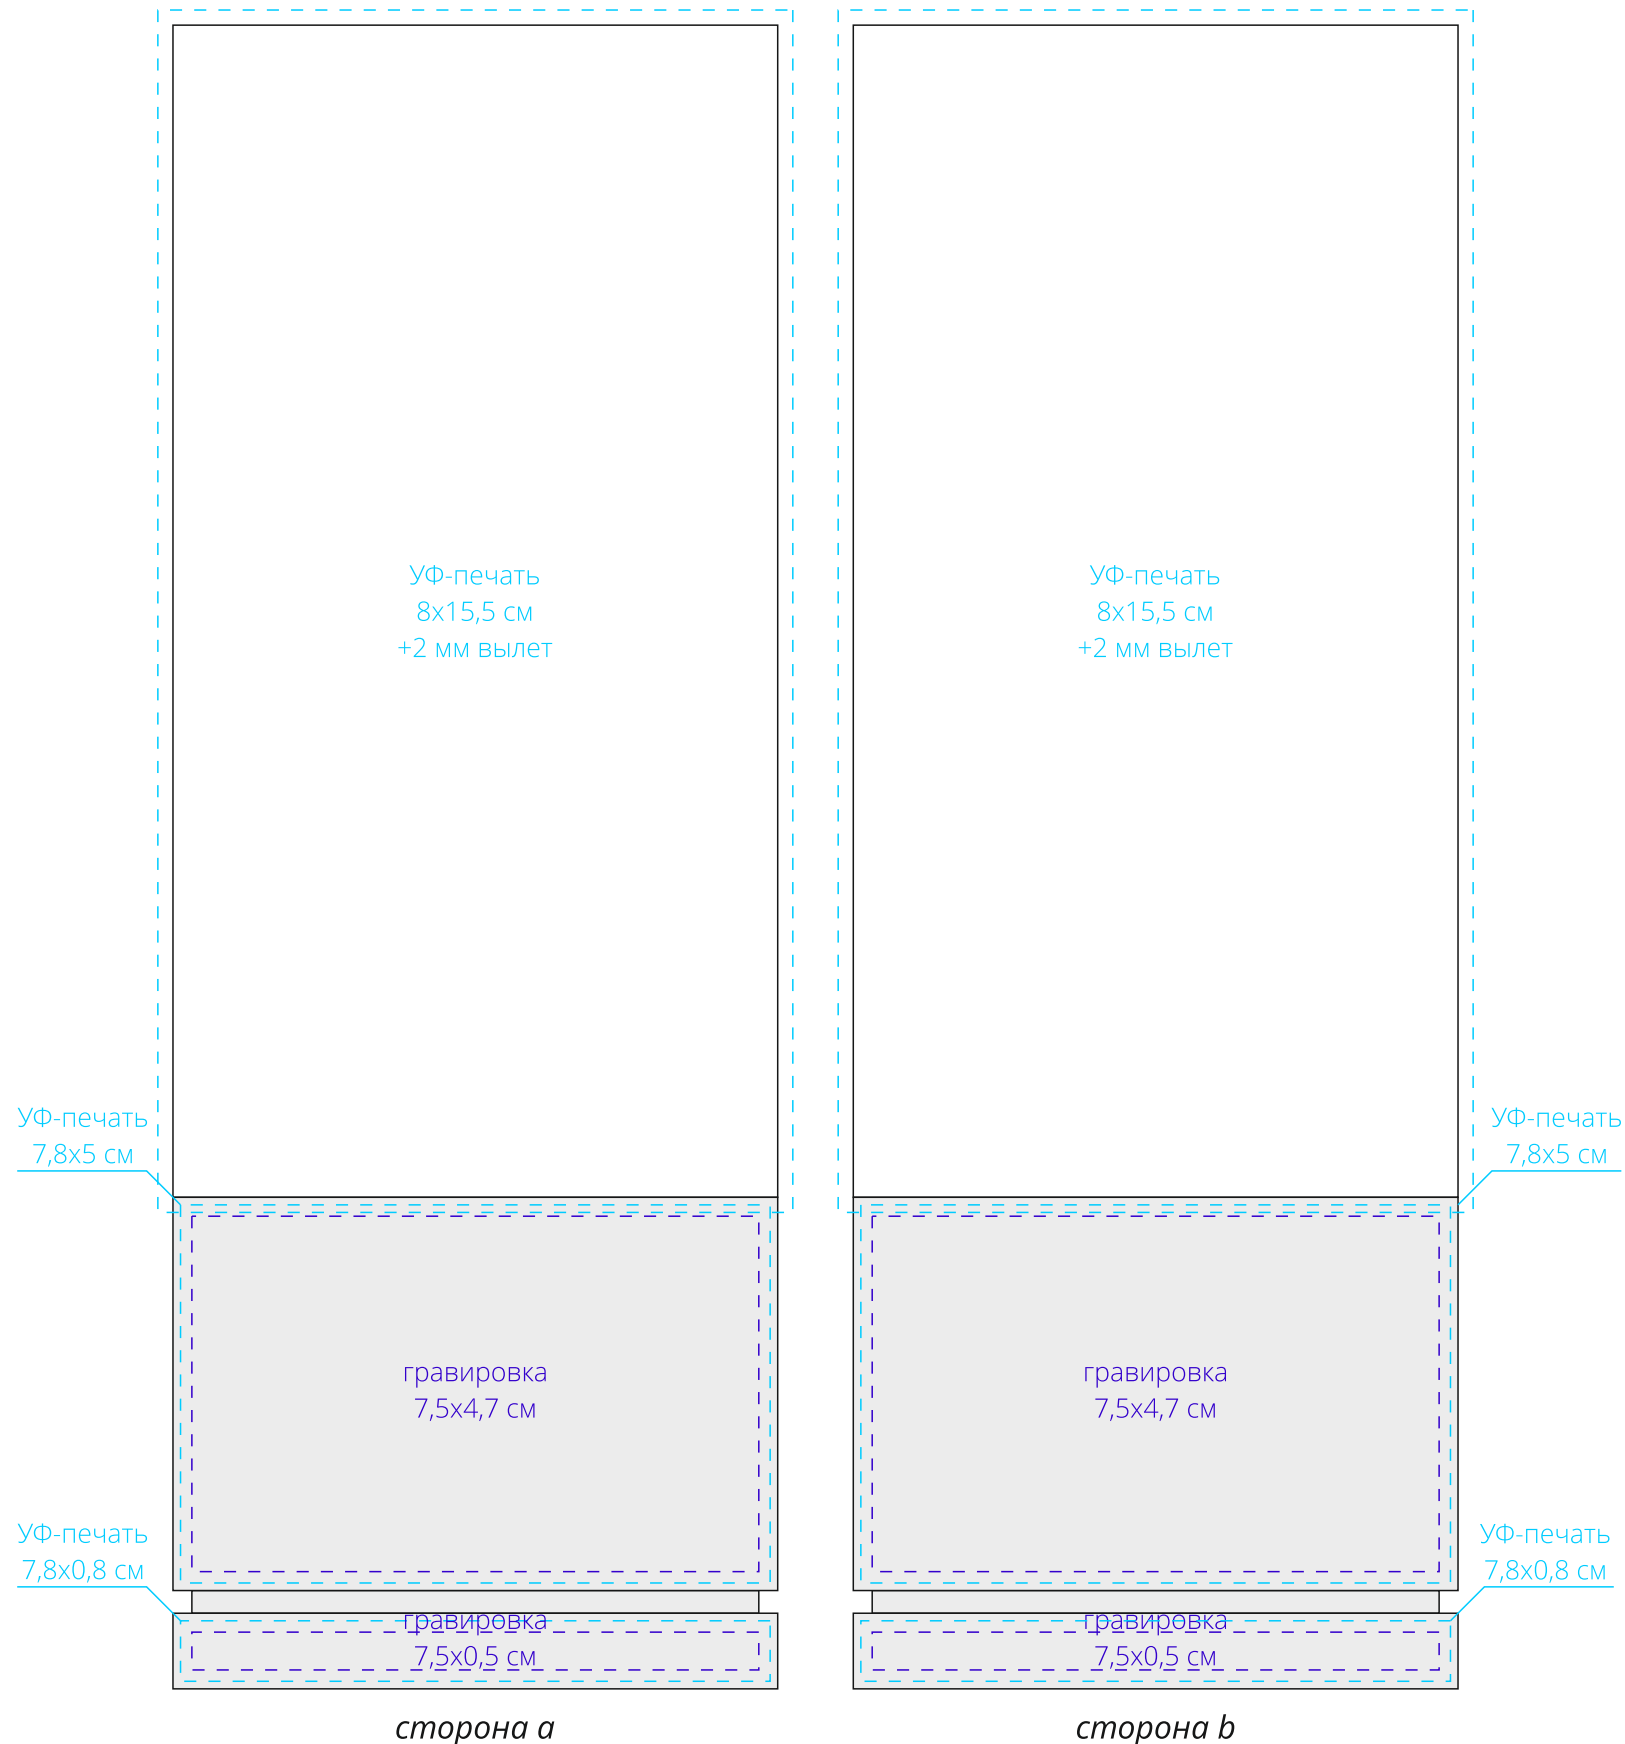 УФ-печать
8х15,5 см
+2 мм вылет
УФ-печать
8х15,5 см
+2 мм вылет
УФ-печать
7,8х5 см
УФ-печать
7,8х5 см
гравировка
7,5х4,7 см
гравировка
7,5х4,7 см
УФ-печать
7,8х0,8 см
УФ-печать
7,8х0,8 см
гравировка
7,5х0,5 см
гравировка
7,5х0,5 см
сторона a
сторона b